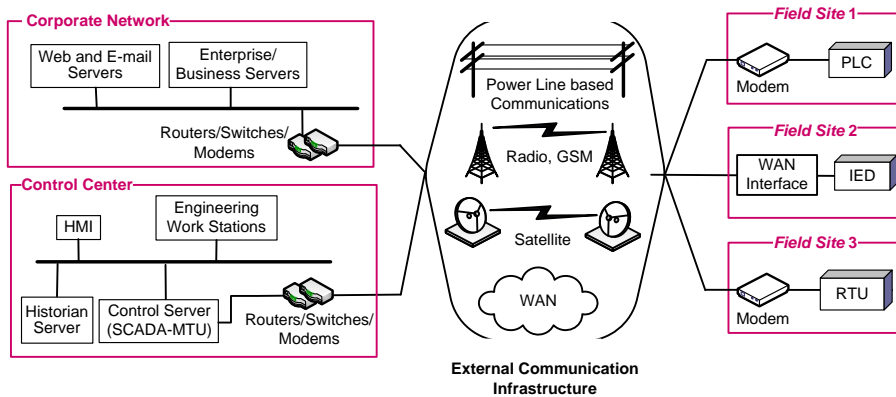 Corporate Network
Web and E-mail
Servers
Enterprise/
Business Servers
Routers/Switches/
Modems
Control Center
HMI
Engineering
Work Stations
Historian
Server
Control Server
(SCADA-MTU)
Routers/Switches/
Modems
Power Line based
Communications
Radio, GSM
Satellite
WAN
External Communication
Infrastructure
Field Site 1
Modem
PLC
Field Site 2
WAN
Interface
IED
Field Site 3
Modem
RTU